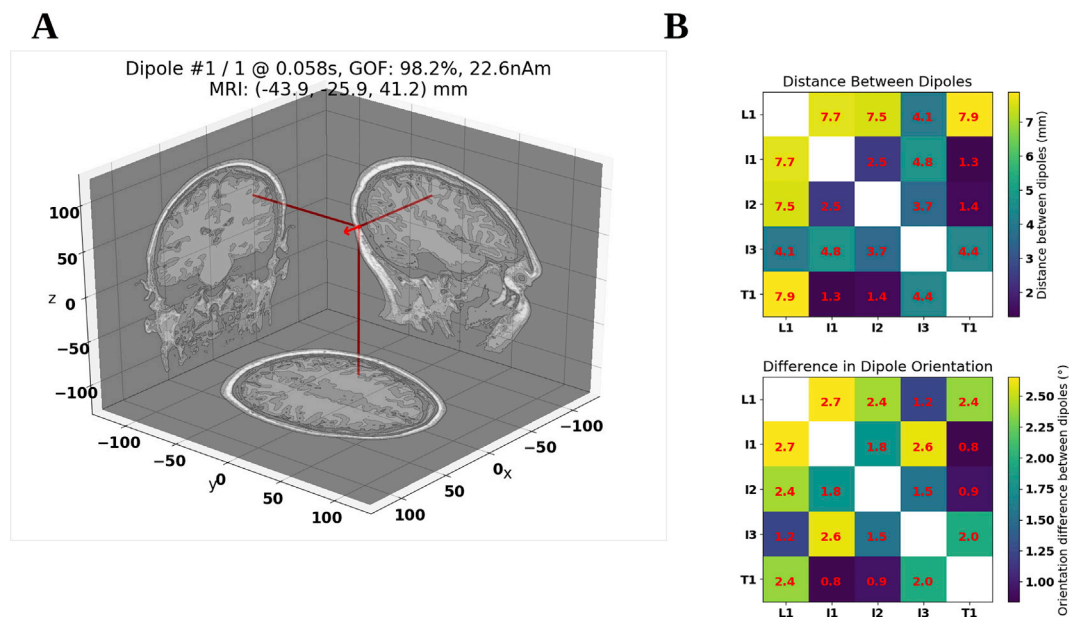 A
B
Dipole #1 / 1 @ 0.058s, GOF: 98.2%, 22.6nAm
MRI: (-43.9, -25.9, 41.2) mm
100
50
z 0
−50
−100
−100
−50
y0
50
100
−100
−50
0x
50
100
Distance Between Dipoles
L1 7.7 7.5 4.1 7.9
I1 7.7 2.5 4.8 1.3
I2 7.5 2.5 3.7 1.4
I3 4.1 4.8 3.7 4.4
T1 7.9 1.3 1.4 4.4
L1 I1 I2 I3 T1
7
6
5
4
3
2
Distance between dipoles (mm)
Difference in Dipole Orientation
L1 2.7 2.4 1.2 2.4
I1 2.7 1.8 2.6 0.8
I2 2.4 1.8 1.5 0.9
I3 1.2 2.6 1.5 2.0
T1 2.4 0.8 0.9 2.0
L1 I1 I2 I3 T1
2.50
2.25
2.00
1.75
1.50
1.25
1.00
Orientation difference between dipoles (°)